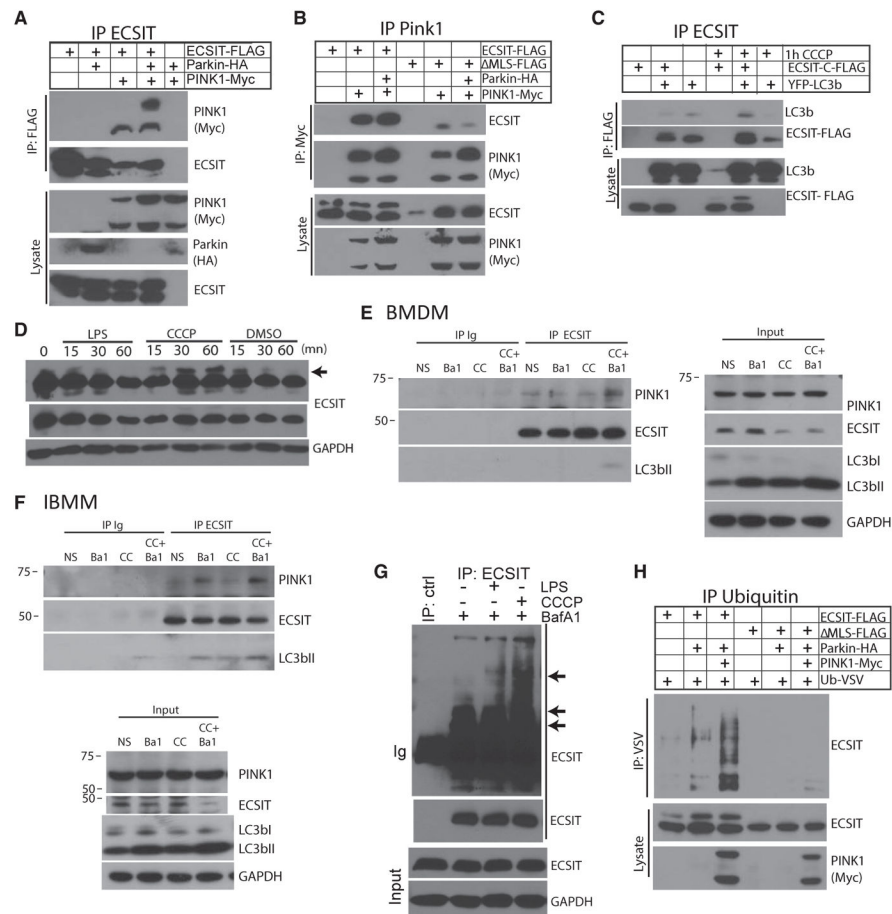 A
IP ECSIT
+ + + + ECSIT-FLAG
+ + + Parkin-HA
+ + + PINK1-Myc
IP: FLAG
PINK1
(Myc)
ECSIT
Lysate
PINK1
(Myc)
Parkin
(HA)
ECSIT
B
IP Pink1
+ + + ECSIT-FLAG
+ + + ΔMLS-FLAG
+ + Parkin-HA
+ + + + PINK1-Myc
IP: Myc
ECSIT
PINK1
(Myc)
Lysate
ECSIT
PINK1
(Myc)
C
IP ECSIT
+ + + 1h CCCP
+ + + + ECSIT-C-FLAG
+ + + + YFP-LC3b
IP: FLAG
LC3b
ECSIT-FLAG
Lysate
LC3b
ECSIT- FLAG
D
LPS CCCP DMSO
0 15 30 60 15 30 60 15 30 60 (mn)
ECSIT
GAPDH
E BMDM
IP Ig IP ECSIT
NS Ba1 CC CC+
Ba1 NS Ba1 CC CC+
Ba1
75
PINK1
50
ECSIT
LC3bII
Input
NS Ba1 CC CC+
Ba1
75
PINK1
ECSIT
LC3bI
LC3bII
GAPDH
F IBMM
IP Ig IP ECSIT
NS Ba1 CC CC+
Ba1 NS Ba1 CC CC+
Ba1
75
PINK1
50
ECSIT
LC3bII
Input
NS Ba1 CC CC+
Ba1
75
PINK1
50
50
ECSIT
LC3bI
LC3bII
GAPDH
G
IP: ctrl
IP: ECSIT
- + - LPS
- - + CCCP
+ + + BafA1
Ig
ECSIT
ECSIT
Input
ECSIT
GAPDH
H
IP Ubiquitin
+ + + ECSIT-FLAG
+ + + ΔMLS-FLAG
+ + + + Parkin-HA
+ + PINK1-Myc
+ + + + + + Ub-VSV
IP: VSV
ECSIT
Lysate
ECSIT
PINK1
(Myc)